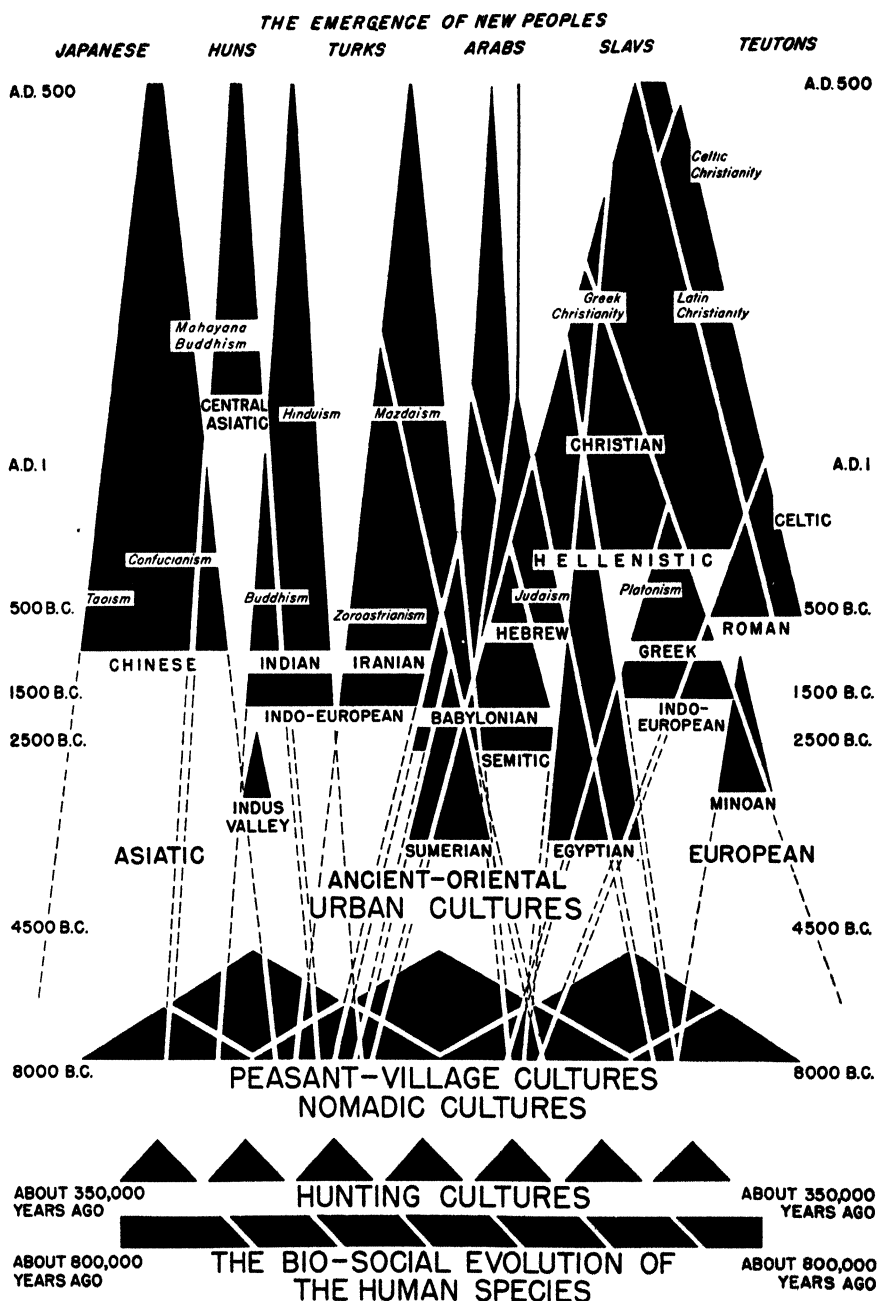 THE EMERGENCE OF NEW PEOPLES
JAPANESE HUNS TURKS ARABS SLAVS TEUTONS
A.D. 500 A.D. 500
Celtic
Christianity
Greek
Christianity
Latin
Christianity
Mahayana
Buddhism
CENTRAL
ASIATIC
Hinduism Mazdaism
CHRISTIAN
A.D. I A.D. I
CELTIC
Confucianism
HELLENISTIC
Taoism Buddhism Judaism Platonism
500 B.C. Zoroastrianism 500 B.C.
HEBREW ROMAN
CHINESE INDIAN IRANIAN GREEK
1500 B.C. 1500 B.C.
INDO-EUROPEAN BABYLONIAN INDO-
EUROPEAN
2500 B.C. 2500 B.C.
SEMITIC
INDUS
VALLEY
MINOAN
ASIATIC SUMERIAN EGYPTIAN EUROPEAN
ANCIENT-ORIENTAL
URBAN CULTURES
4500 B.C. 4500 B.C.
8000 B.C. 8000 B.C.
PEASANT-VILLAGE CULTURES
NOMADIC CULTURES
ABOUT 350,000
YEARS AGO
HUNTING CULTURES
ABOUT 350,000
YEARS AGO
ABOUT 800,000
YEARS AGO
THE BIO-SOCIAL EVOLUTION OF
THE HUMAN SPECIES
ABOUT 800,000
YEARS AGO